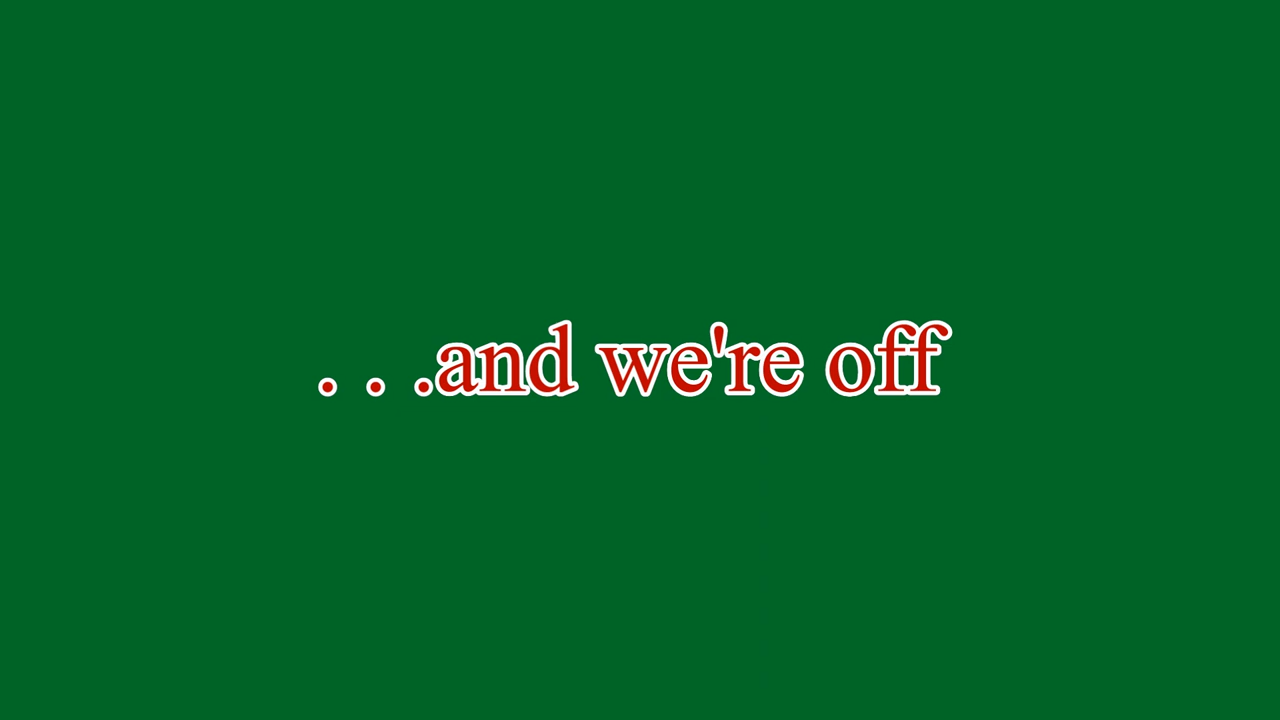 . . .and we're off